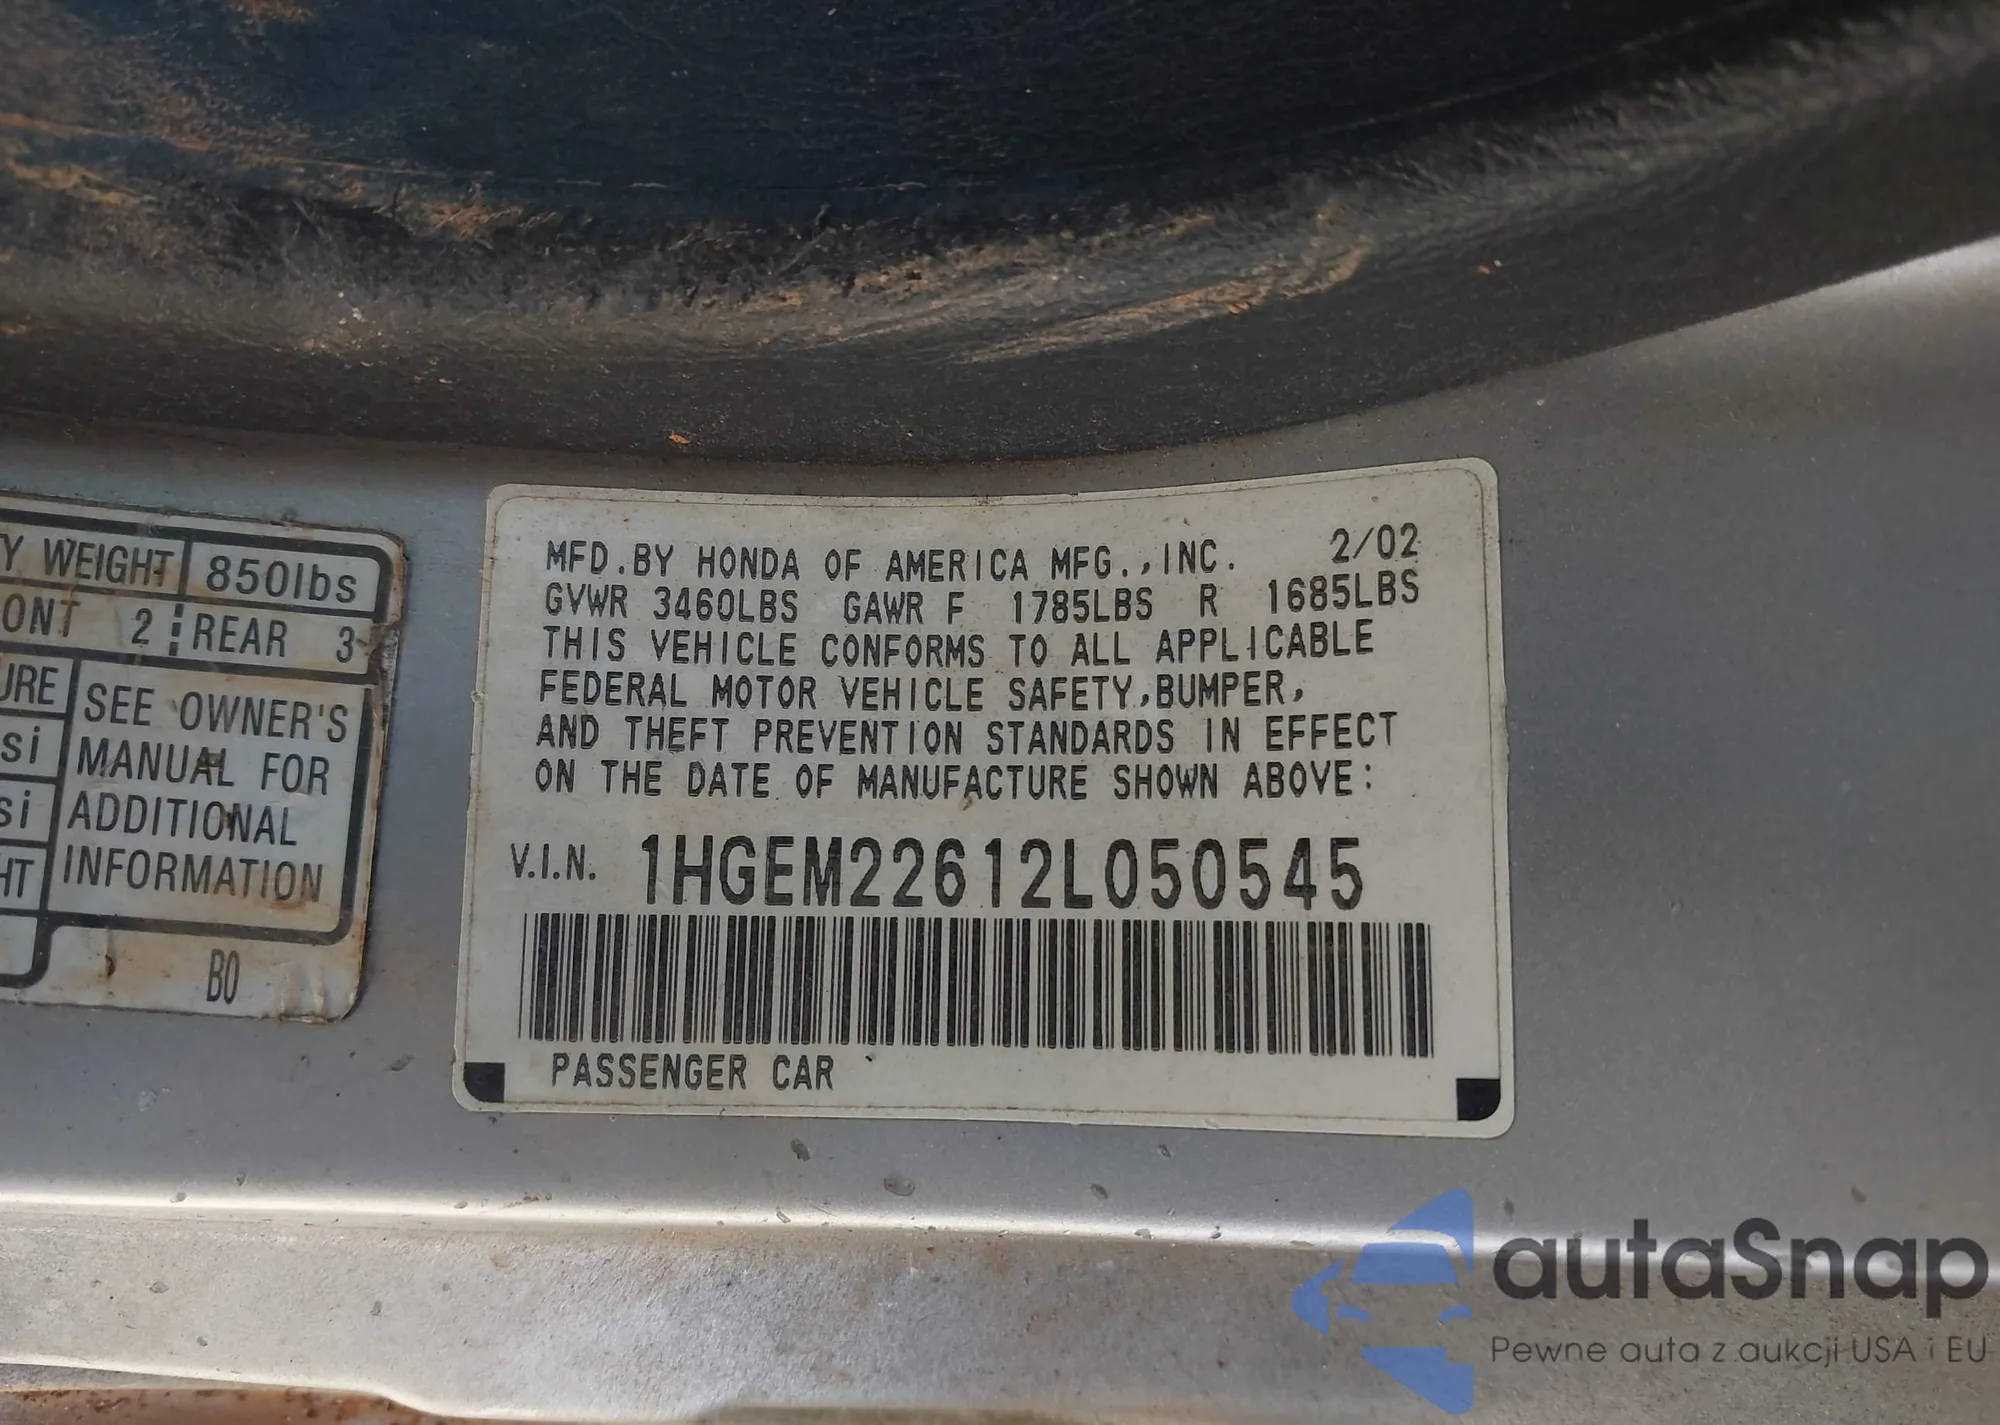 Y WEIGHT 850lbs
ONT 2 REAR 3
URE
si
si
HT
SEE OWNER'S
MANUAL FOR
ADDITIONAL
INFORMATION
B0
MFD.BY HONDA OF AMERICA MFG.,INC. 2/02
GVWR 3460LBS GAWR F 1785LBS R 1685LBS
THIS VEHICLE CONFORMS TO ALL APPLICABLE
FEDERAL MOTOR VEHICLE SAFETY,BUMPER,
AND THEFT PREVENTION STANDARDS IN EFFECT
ON THE DATE OF MANUFACTURE SHOWN ABOVE:
V.I.N. 1HGEM22612L050545
PASSENGER CAR
autaSnap
Pewne auta z aukcji USA i EU